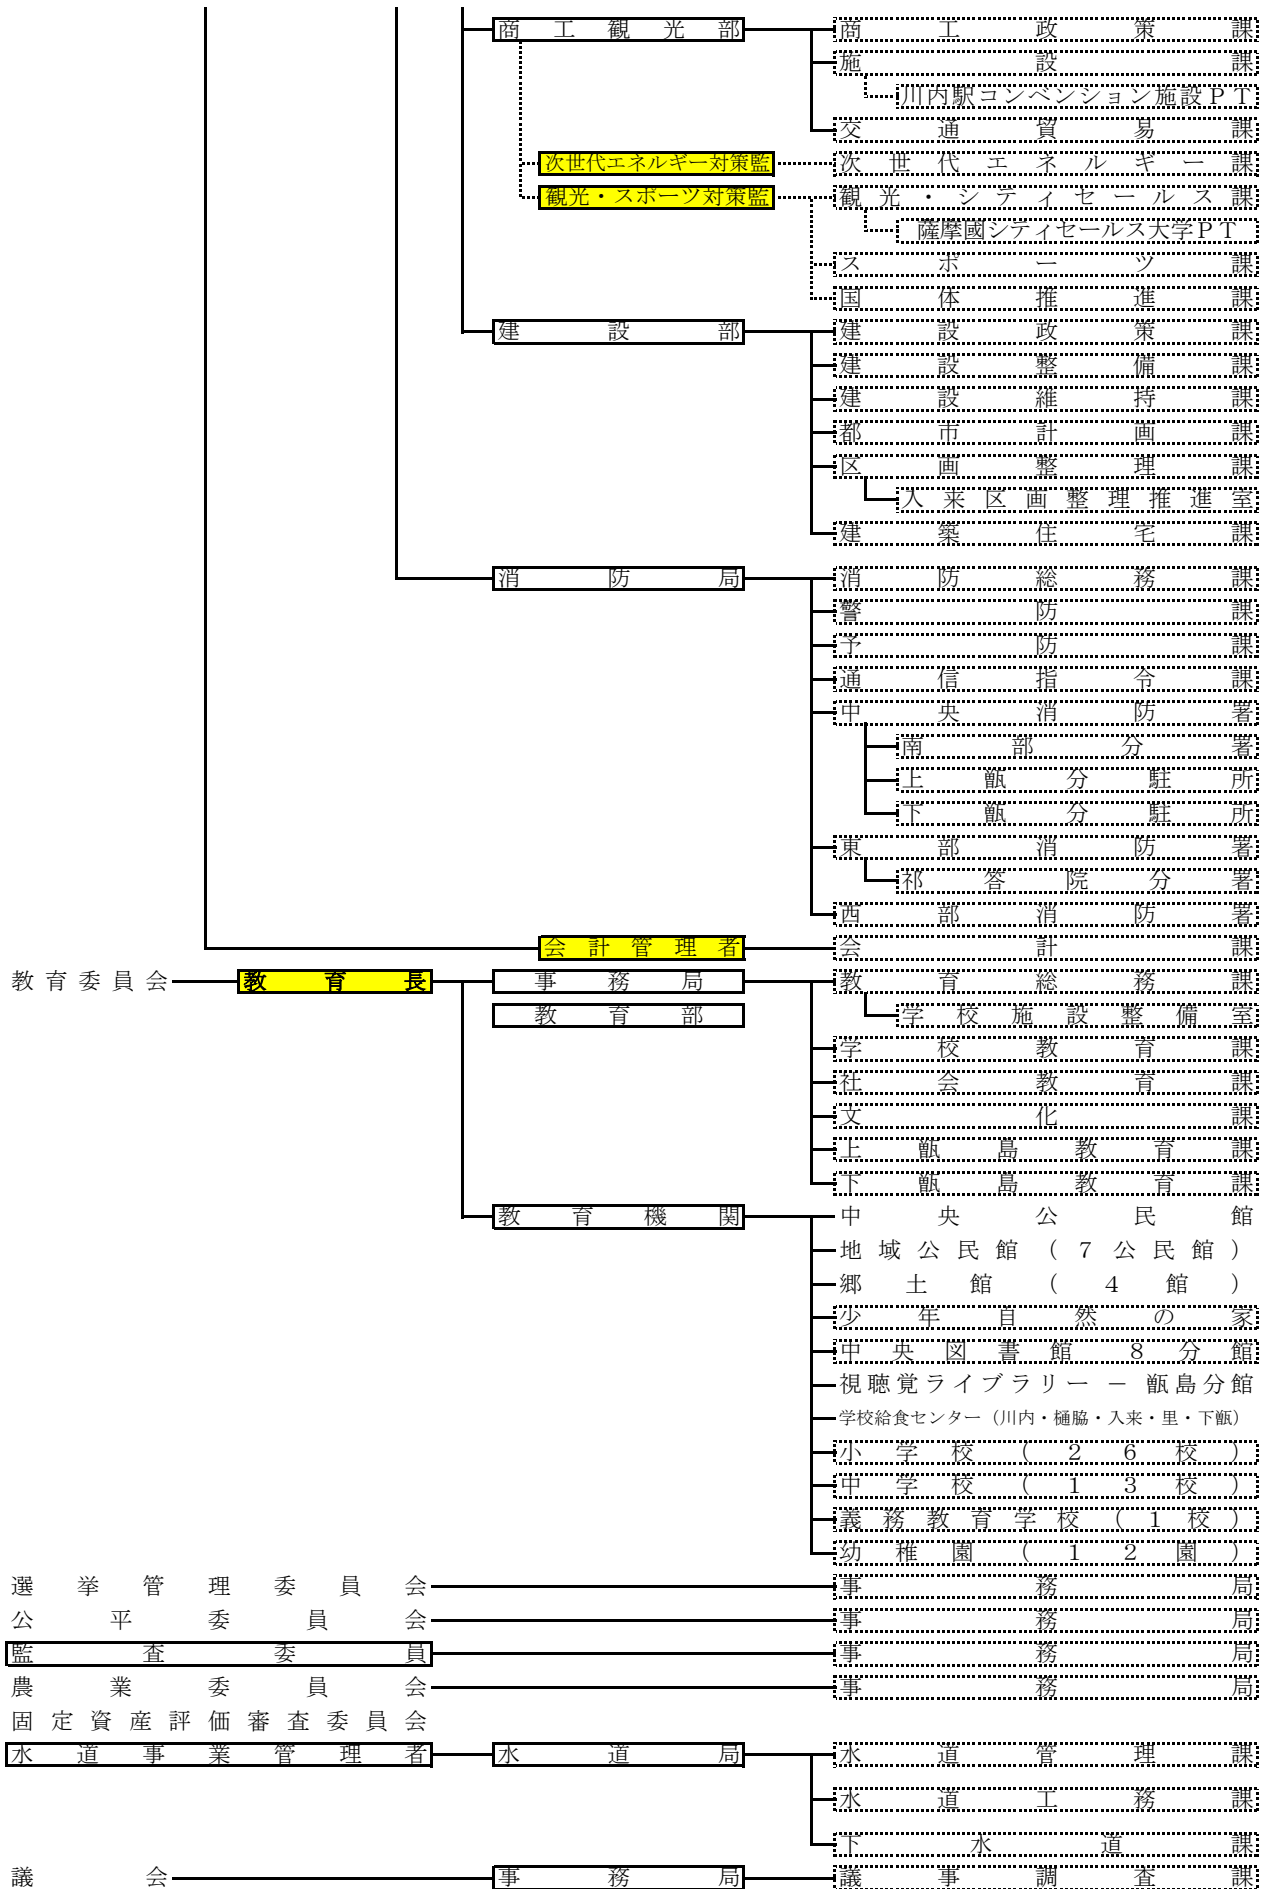 商工観光部 商工政策課
施設課
川内駅コンベンション施設ＰＴ
交通貿易課
次世代エネルギー対策監 次世代エネルギー課
観光・スポーツ対策監 観光・シティセールス課
薩摩國シティセールス大学ＰＴ
スポーツ課
国体推進課
建設部 建設政策課
建設整備課
建設維持課
都市計画課
区画整理課
入来区画整理推進室
建築住宅課
消防局 消防総務課
警防課
予防課
通信指令課
中央消防署
南部分署
上甑分駐所
下甑分駐所
東部消防署
祁答院分署
西部消防署
会計管理者 会計課
教育委員会 教育長 事務局 教育総務課
教育部 学校施設整備室
学校教育課
社会教育課
文化課
上甑島教育課
下甑島教育課
教育機関 中央公民館
地域公民館（７公民館）
郷土館（４館）
少年自然の家
中央図書館 ８分館
視聴覚ライブラリー － 甑島分館
学校給食センター（川内・樋脇・入来・里・下甑）
小学校（２６校）
中学校（１３校）
義務教育学校（１校）
幼稚園（１２園）
選挙管理委員会 事務局
公平委員会 事務局
監査委員 事務局
農業委員会 事務局
固定資産評価審査委員会
水道事業管理者 水道局 水道管理課
水道工務課
下水道課
議会 事務局 議事調査課